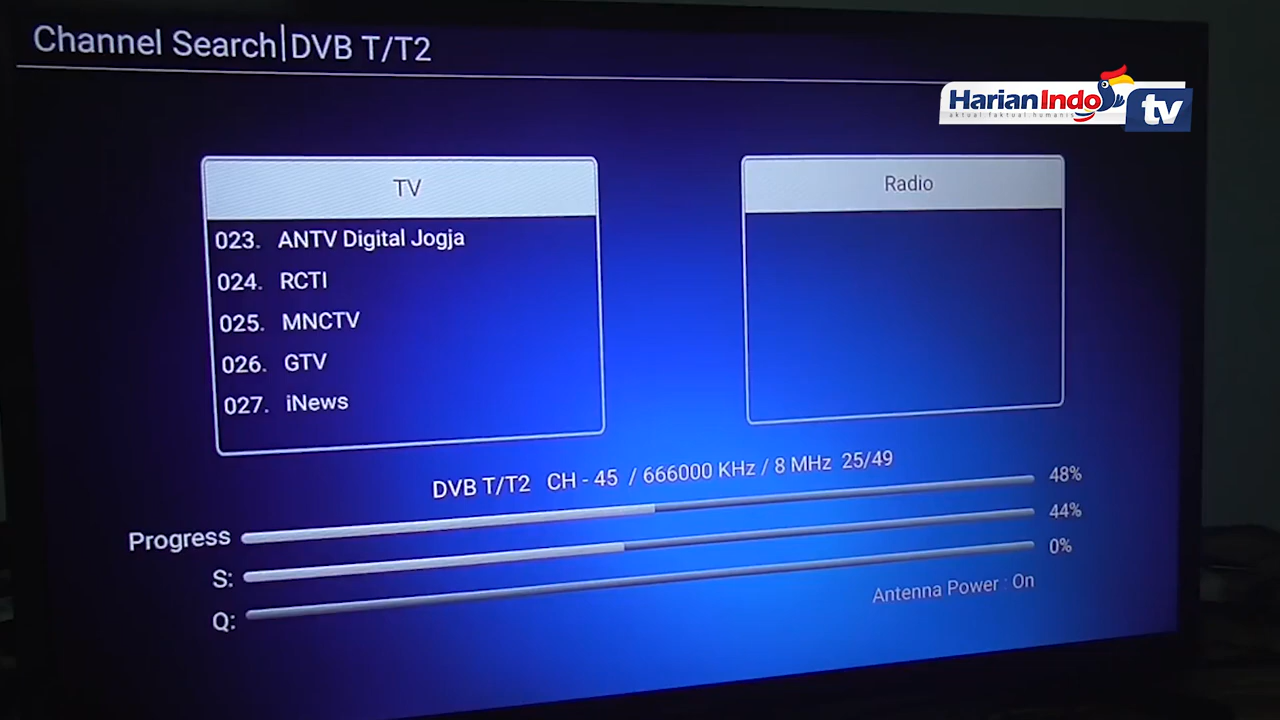 Channel Search|DVB T/T2
HarianIndo tv
aktual faktual humanis
TV
023. ANTV Digital Jogja
024. RCTI
025. MNCTV
026. GTV
027. iNews
Radio
DVB T/T2 CH - 45 / 666000 KHz / 8 MHz 25/49
Progress 48%
S: 44%
Q: 0%
Antenna Power : On